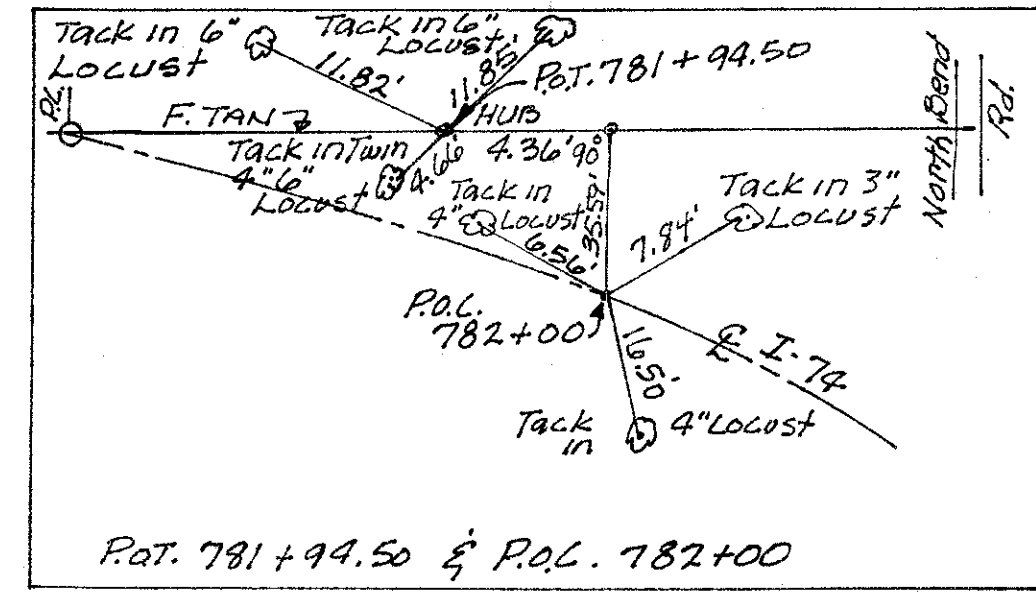 Tack in 6"
Locust
Tack in 6"
Locust
11.82'
11.85'
P.O.T. 781+94.50
P.C.
F. TAN
HUB
4.36'
90°
North Bend
Rd.
Tack in Twin
4" 6"
Locust
4.66'
Tack in
4" Locust
6.56'
35.59'
7.84'
Tack in 3"
Locust
P.O.C.
782+00
16.50'
℄ I-74
Tack
in
4" Locust
P.O.T. 781+94.50 & P.O.C. 782+00